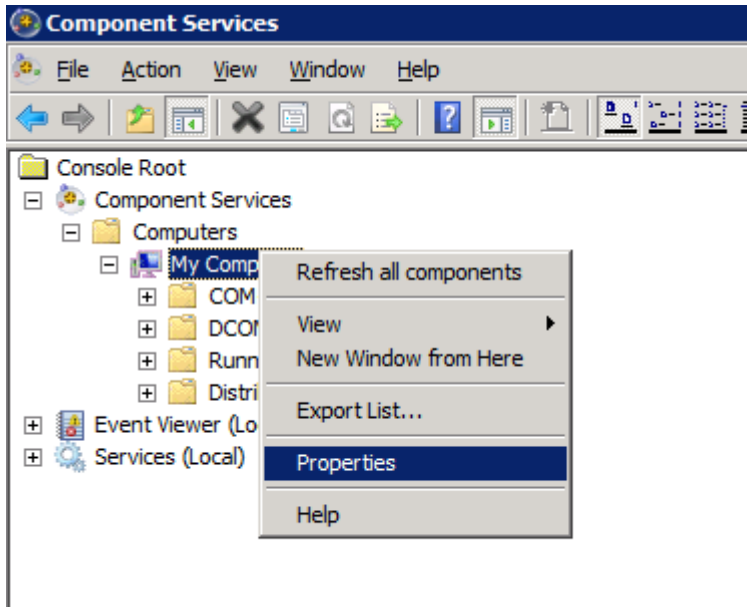 Component Services
File Action View Window Help
Console Root
Component Services
Computers
My Comp
COM
DCOM
Runn
Distri
Event Viewer (Lo
Services (Local)
Refresh all components
View
New Window from Here
Export List...
Properties
Help